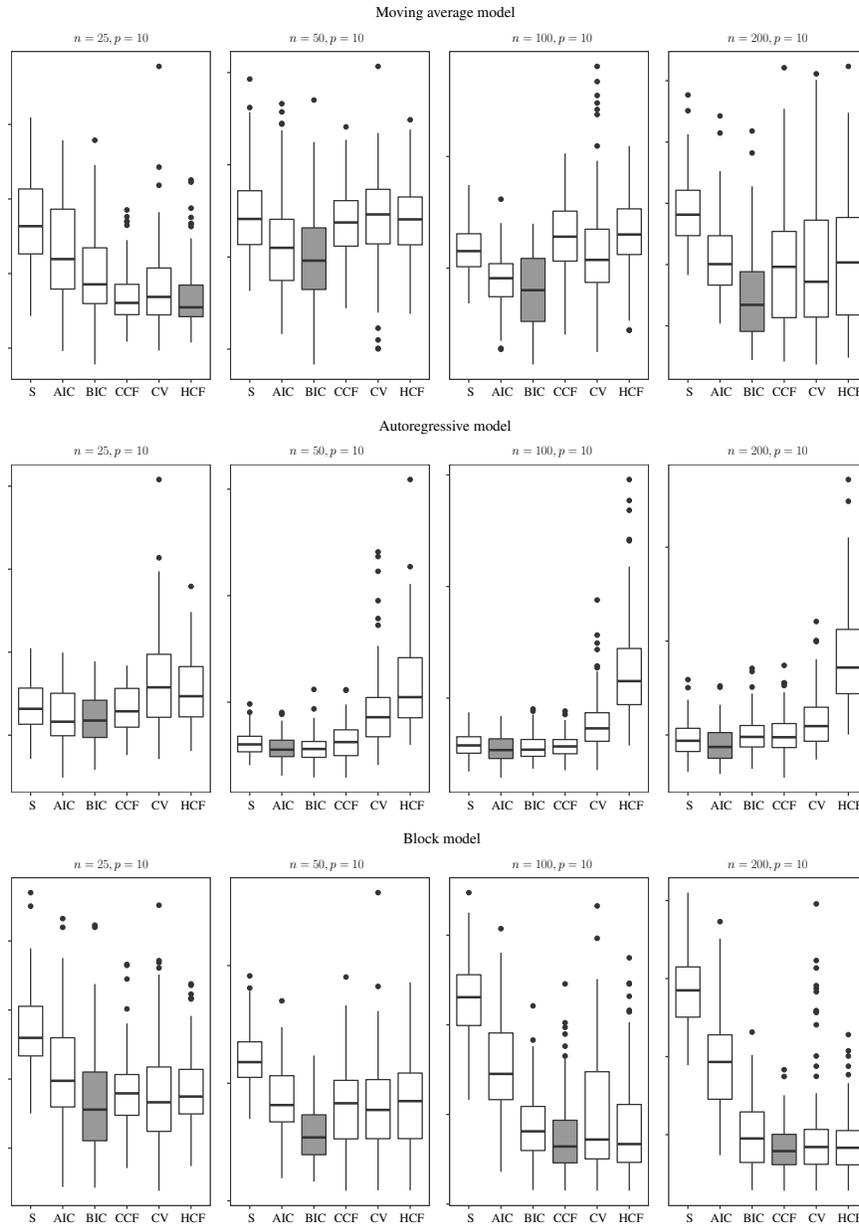 Moving average model
n = 25, p = 10 n = 50, p = 10 n = 100, p = 10 n = 200, p = 10
S AIC BIC CCF CV HCF S AIC BIC CCF CV HCF S AIC BIC CCF CV HCF S AIC BIC CCF CV HCF
Autoregressive model
n = 25, p = 10 n = 50, p = 10 n = 100, p = 10 n = 200, p = 10
S AIC BIC CCF CV HCF S AIC BIC CCF CV HCF S AIC BIC CCF CV HCF S AIC BIC CCF CV HCF
Block model
n = 25, p = 10 n = 50, p = 10 n = 100, p = 10 n = 200, p = 10
S AIC BIC CCF CV HCF S AIC BIC CCF CV HCF S AIC BIC CCF CV HCF S AIC BIC CCF CV HCF